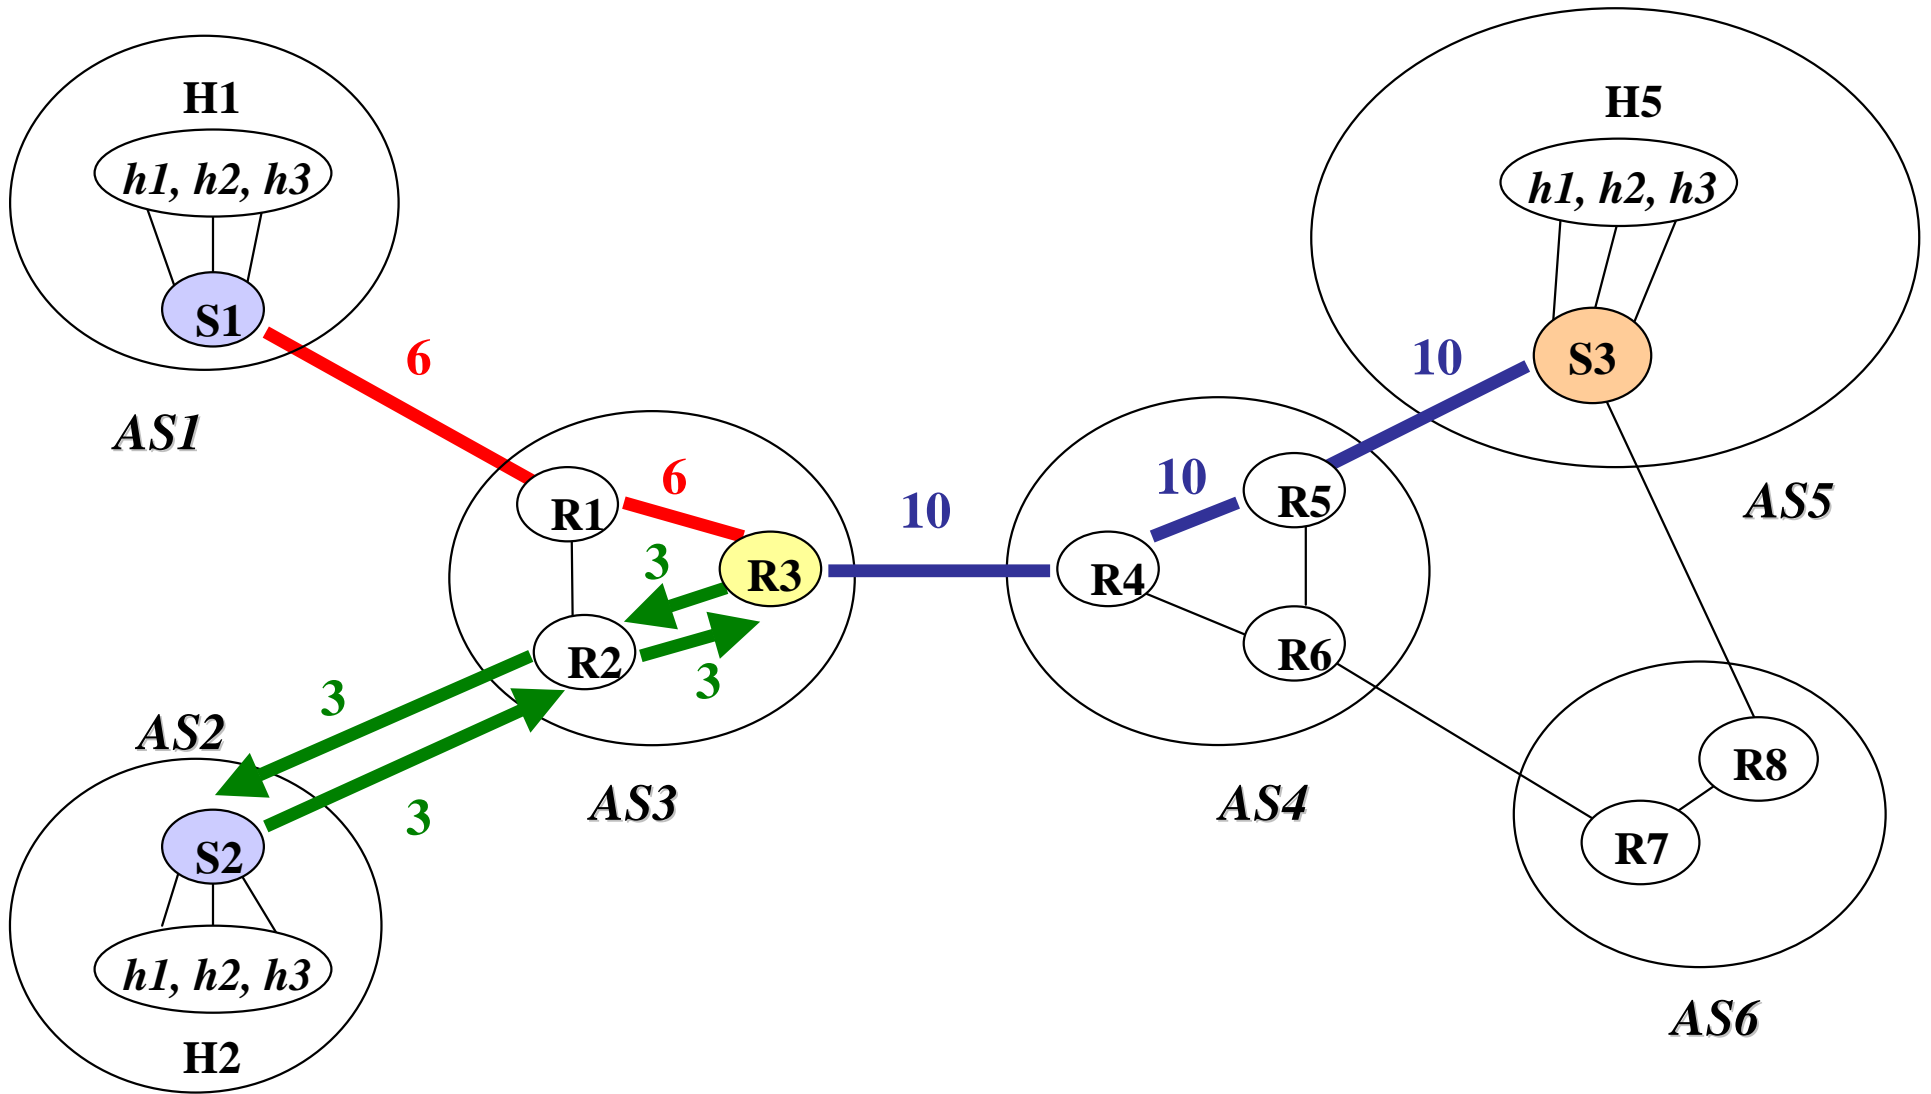 H1
h1, h2, h3
S1
6
AS1
H5
h1, h2, h3
S3
10
AS5
R1
6
R3
3
R2
3
10
10
R5
R4
R6
3
AS2
3
AS3
AS4
S2
h1, h2, h3
H2
R8
R7
AS6